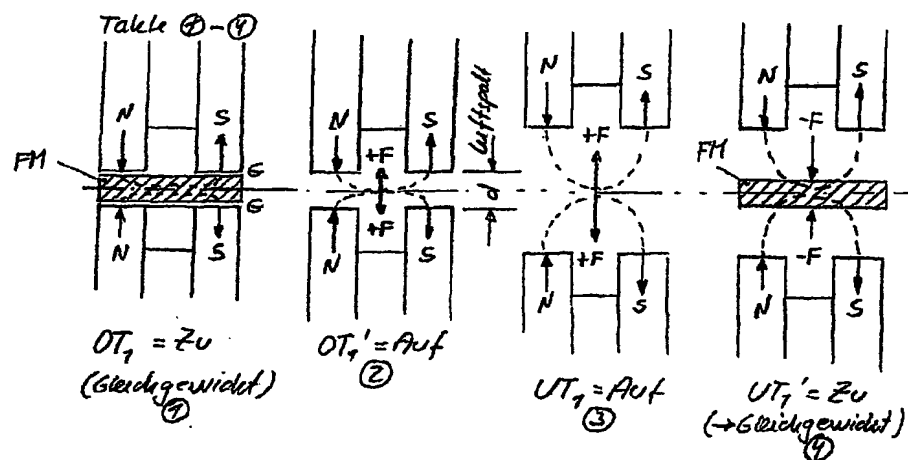 Takte ① - ④
N
S
FM
G
G
N
S
OT₁ = Zu
(Gleichgewicht)
①
N
S
+F
+F
N
S
OT₁' = Auf
②
Luftspalt
d
N
S
+F
+F
N
S
UT₁ = Auf
③
N
S
-F
FM
-F
N
S
UT₁' = Zu
(→Gleichgewicht)
④